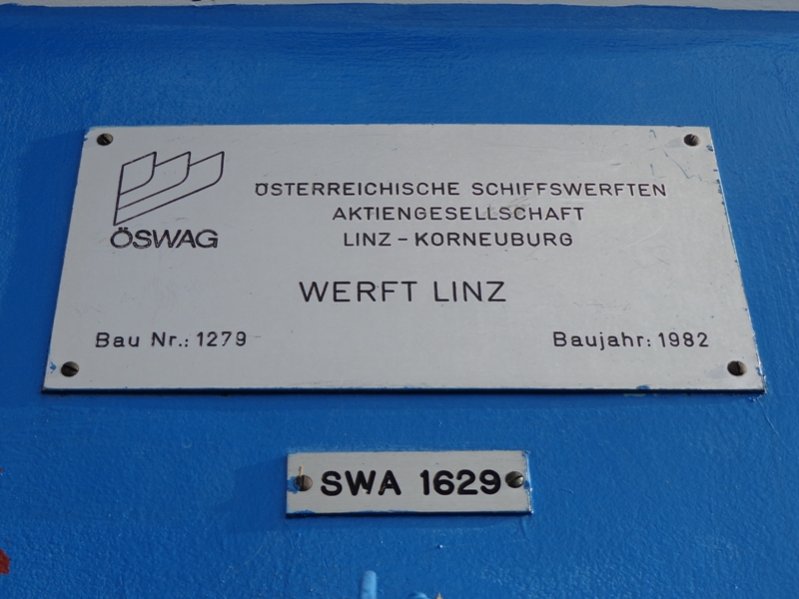 ÖSTERREICHISCHE SCHIFFSWERFTEN
AKTIENGESELLSCHAFT
LINZ - KORNEUBURG
ÖSWAG
WERFT LINZ
Bau Nr.: 1279
Baujahr: 1982
SWA 1629